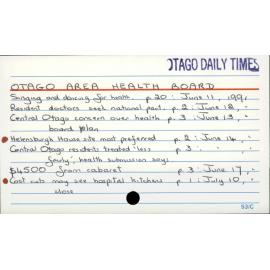 OTAGO DAILY TIMES
OTAGO AREA HEALTH BOARD
Singing and dancing for health. p.20 : June 11, 199
Resident doctors seek national pact. p.2 : June 12, "
Central Otago concern over health p. 3 : June 13, "
board plan
Helensburgh House site most preferred p. 2 : June 14, "
Central Otago residents treated 'less p. 3 : " "
fairly', health submission says
$4500 from cabaret p. 3 : June 17, "
Cost cuts may see hospital kitchens p. 1 : July 10, "
close